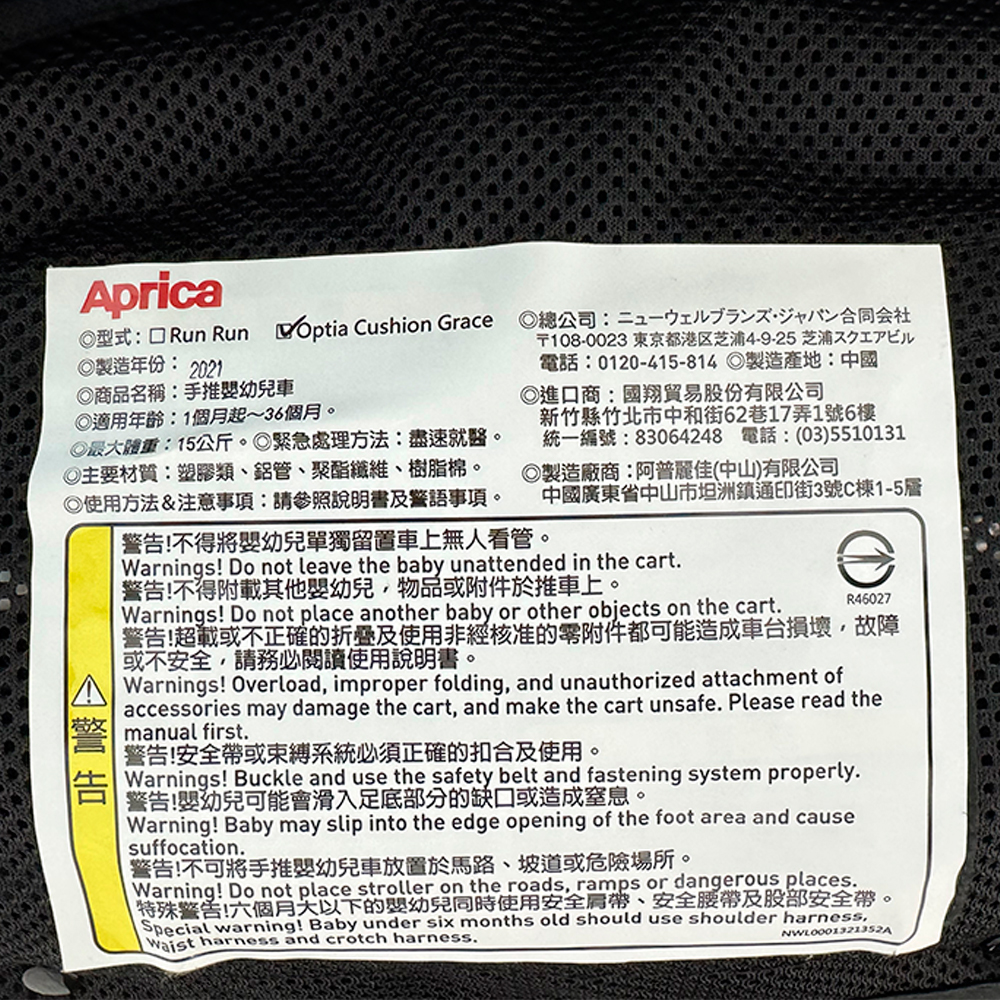 Aprica
◎型式：□Run Run ☑Optia Cushion Grace
◎製造年份： 2021
◎商品名稱：手推嬰幼兒車
◎適用年齡：1個月起～36個月。
◎最大體重：15公斤。◎緊急處理方法：盡速就醫。
◎主要材質：塑膠類、鋁管、聚酯纖維、樹脂棉。
◎使用方法&注意事項：請參照說明書及警語事項。
◎總公司：ニューウェルブランズ・ジャパン合同会社
〒108-0023 東京都港区芝浦4-9-25 芝浦スクエアビル
電話：0120-415-814 ◎製造產地：中國
◎進口商：國翔貿易股份有限公司
新竹縣竹北市中和街62巷17弄1號6樓
統一編號：83064248 電話：(03)5510131
◎製造廠商：阿普麗佳(中山)有限公司
中國廣東省中山市坦洲鎮通印街3號C棟1-5層
警告
警告!不得將嬰幼兒單獨留置車上無人看管。
Warnings! Do not leave the baby unattended in the cart.
警告!不得附載其他嬰幼兒，物品或附件於推車上。
Warnings! Do not place another baby or other objects on the cart.
警告!超載或不正確的折疊及使用非經核准的零附件都可能造成車台損壞，故障
或不安全，請務必閱讀使用說明書。
Warnings! Overload, improper folding, and unauthorized attachment of
accessories may damage the cart, and make the cart unsafe. Please read the
manual first.
警告!安全帶或束縛系統必須正確的扣合及使用。
Warnings! Buckle and use the safety belt and fastening system properly.
警告!嬰幼兒可能會滑入足底部分的缺口或造成窒息。
Warning! Baby may slip into the edge opening of the foot area and cause
suffocation.
警告!不可將手推嬰幼兒車放置於馬路、坡道或危險場所。
Warning! Do not place stroller on the roads, ramps or dangerous places.
特殊警告!六個月大以下的嬰幼兒同時使用安全肩帶、安全腰帶及股部安全帶。
Special warning! Baby under six months old should use shoulder harness,
waist harness and crotch harness.
R46027
NWL0001321352A